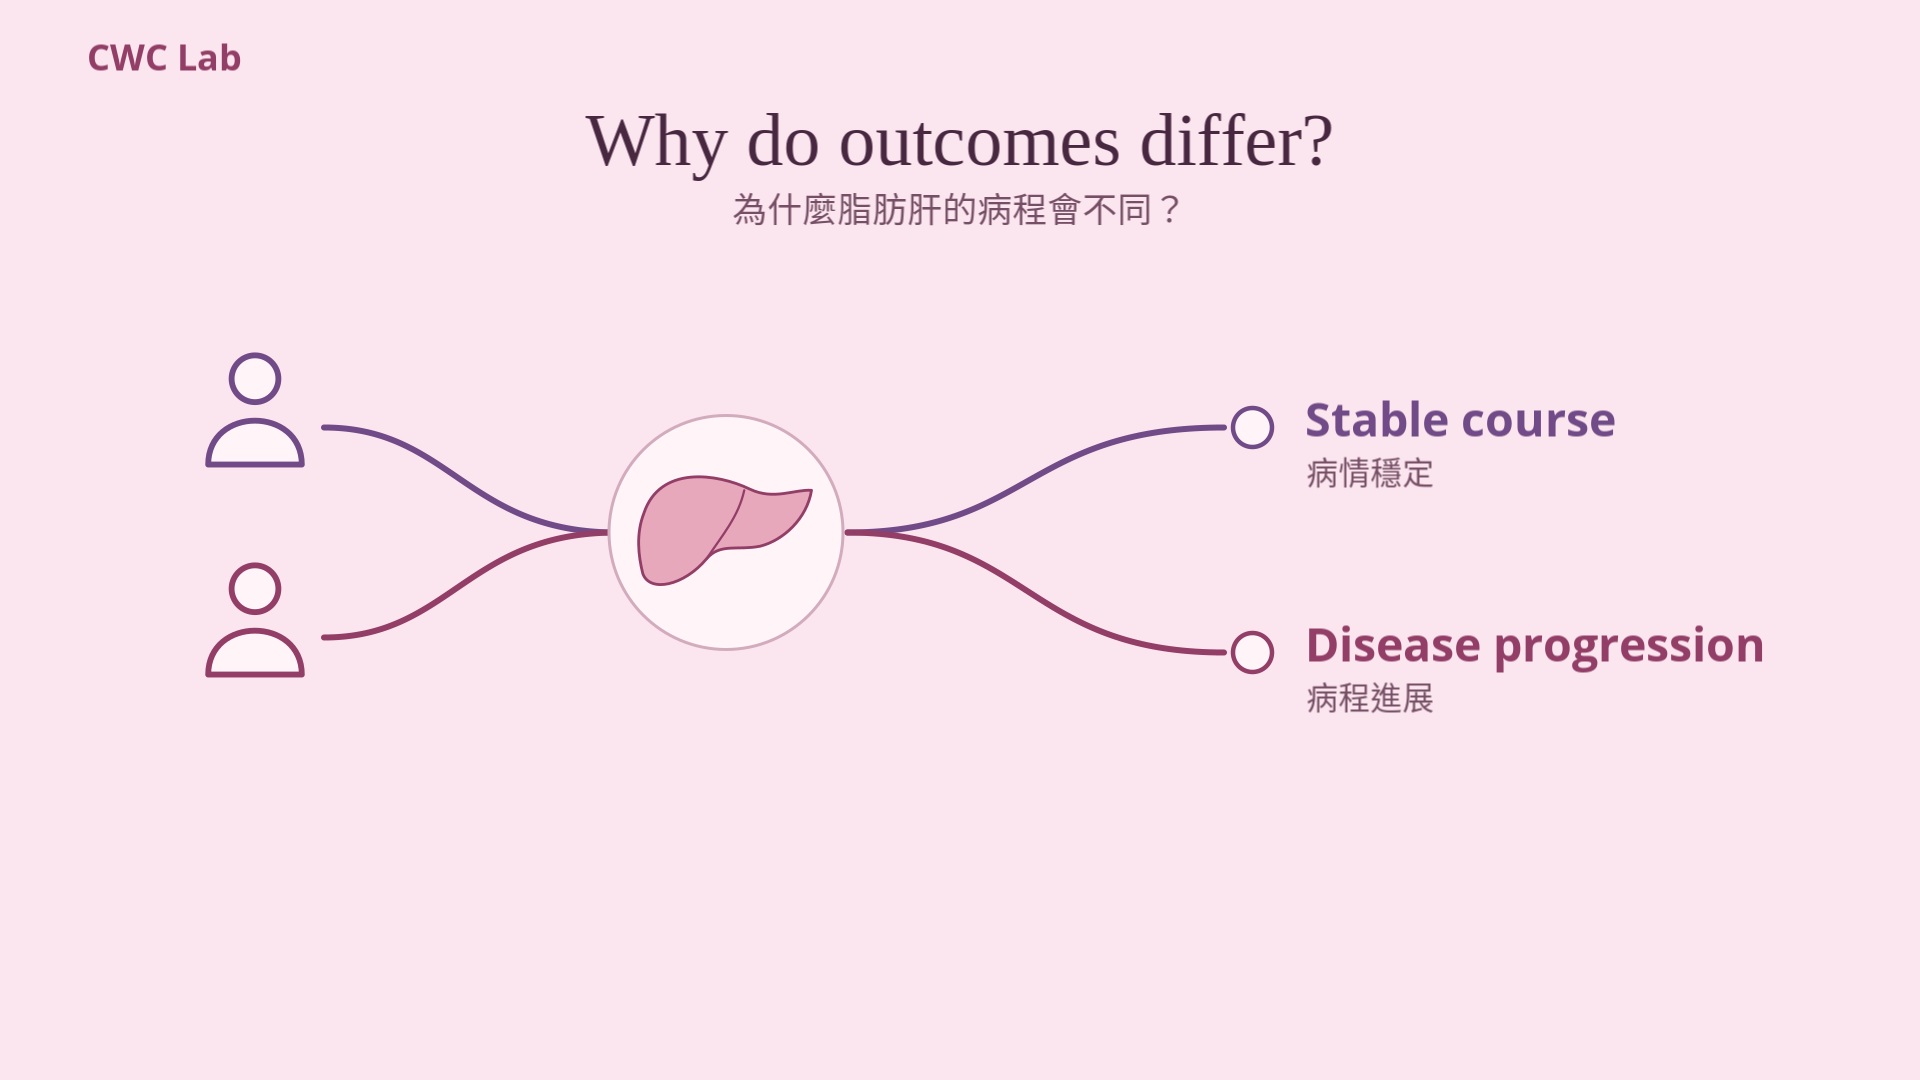 CWC Lab
Why do outcomes differ?
為什麼脂肪肝的病程會不同？
Stable course
病情穩定
Disease progression
病程進展